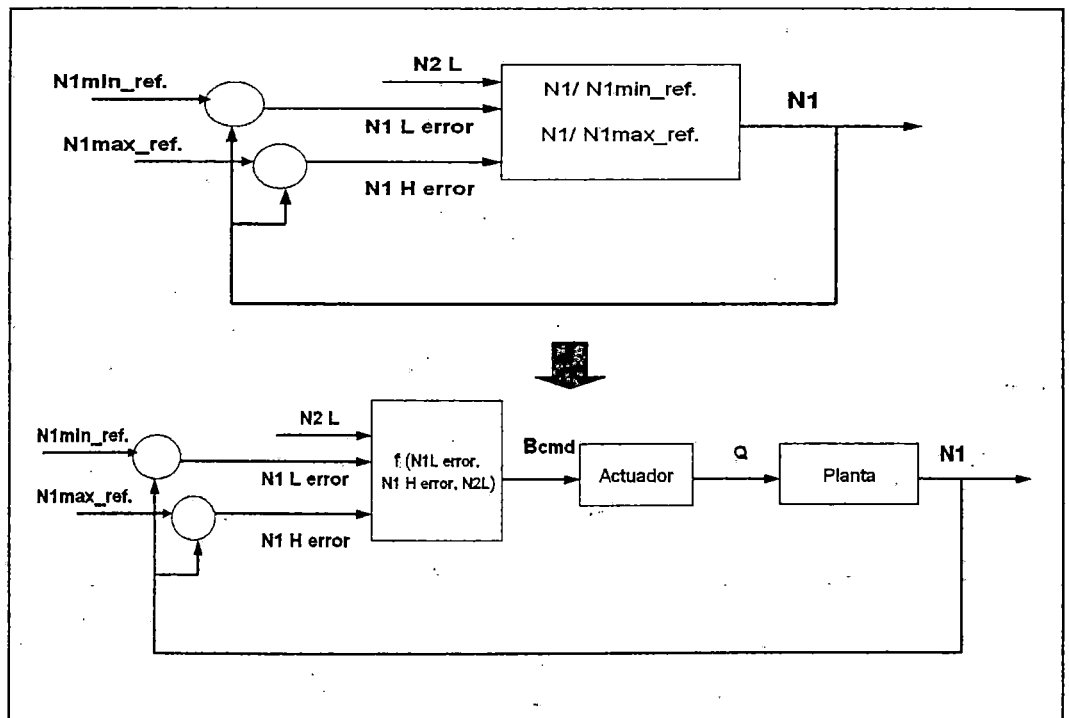 N1min_ref.
N2 L
N1/ N1min_ref.
N1
N1 L error
N1max_ref.
N1/ N1max_ref.
N1 H error
N1min_ref.
N2 L
N1 L error
f (N1L error,
N1 H error, N2L)
Bcmd
Actuador
Q
Planta
N1
N1max_ref.
N1 H error